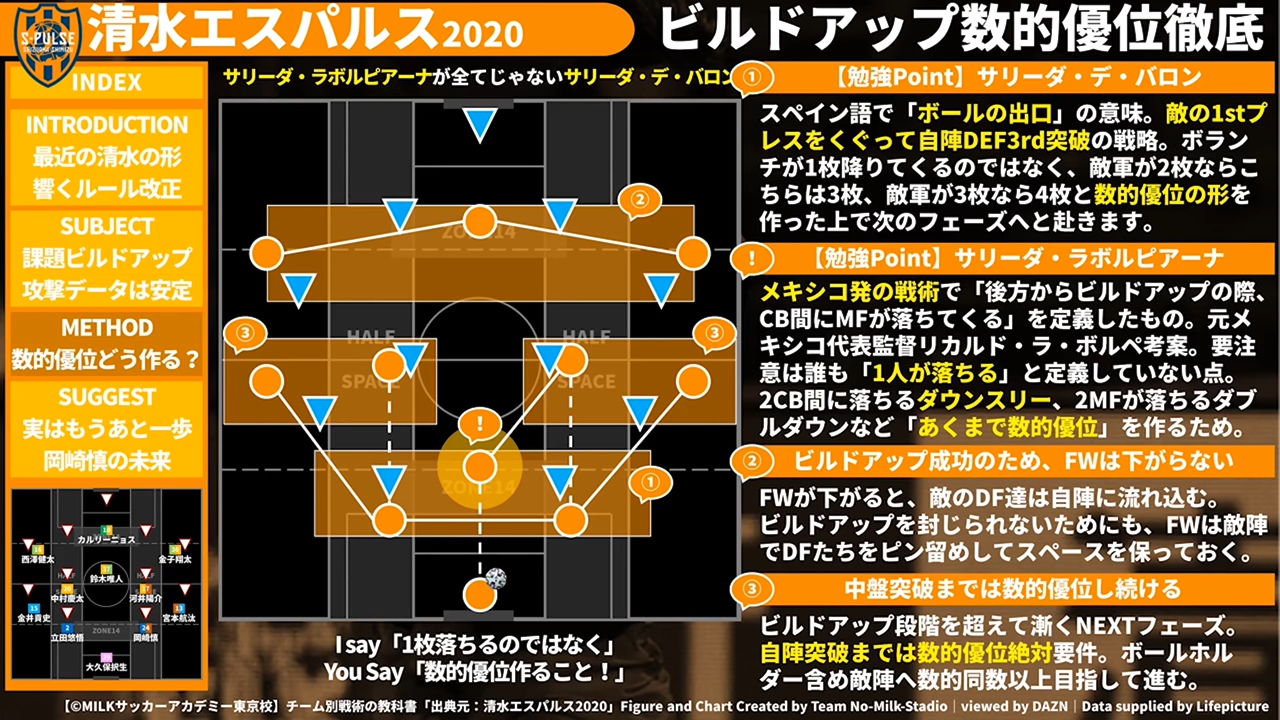 清水エスパルス2020
ビルドアップ数的優位徹底
S-PULSE
INDEX
INTRODUCTION
最近の清水の形
響くルール改正
SUBJECT
課題ビルドアップ
攻撃データは安定
METHOD
数的優位どう作る？
SUGGEST
実はもうあと一歩
岡崎慎の未来
カルリーニョス
西澤健太
金子翔太
鈴木唯人
中村慶太
河井陽介
金井貢史
宮本航汰
立田悠悟
岡崎慎
ZONE14
大久保択生
サリーダ・ラボルピアーナが全てじゃないサリーダ・デ・バロン
②
ZONE14
③
③
HALF
HALF
SPACE
SPACE
！
ZONE14
①
I say「1枚落ちるのではなく」
You Say「数的優位作ること！」
①
【勉強Point】サリーダ・デ・バロン
スペイン語で「ボールの出口」の意味。敵の1stプ
レスをくぐって自陣DEF3rd突破の戦略。ボラン
チが1枚降りてくるのではなく、敵軍が2枚ならこ
ちらは3枚、敵軍が3枚なら4枚と数的優位の形を
作った上で次のフェーズへと赴きます。
！
【勉強Point】サリーダ・ラボルピアーナ
メキシコ発の戦術で「後方からビルドアップの際、
CB間にMFが落ちてくる」を定義したもの。元メ
キシコ代表監督リカルド・ラ・ボルペ考案。要注
意は誰も「1人が落ちる」と定義していない点。
2CB間に落ちるダウンスリー、2MFが落ちるダブ
ルダウンなど「あくまで数的優位」を作るため。
②
ビルドアップ成功のため、FWは下がらない
FWが下がると、敵のDF達は自陣に流れ込む。
ビルドアップを封じられないためにも、FWは敵陣
でDFたちをピン留めしてスペースを保っておく。
③
中盤突破までは数的優位し続ける
ビルドアップ段階を超えて漸くNEXTフェーズ。
自陣突破までは数的優位絶対要件。ボールホル
ダー含め敵陣へ数的同数以上目指して進む。
【©MILKサッカーアカデミー東京校】チーム別戦術の教科書「出典元：清水エスパルス2020」Figure and Chart Created by Team No-Milk-Stadio｜viewed by DAZN｜Data supplied by Lifepicture